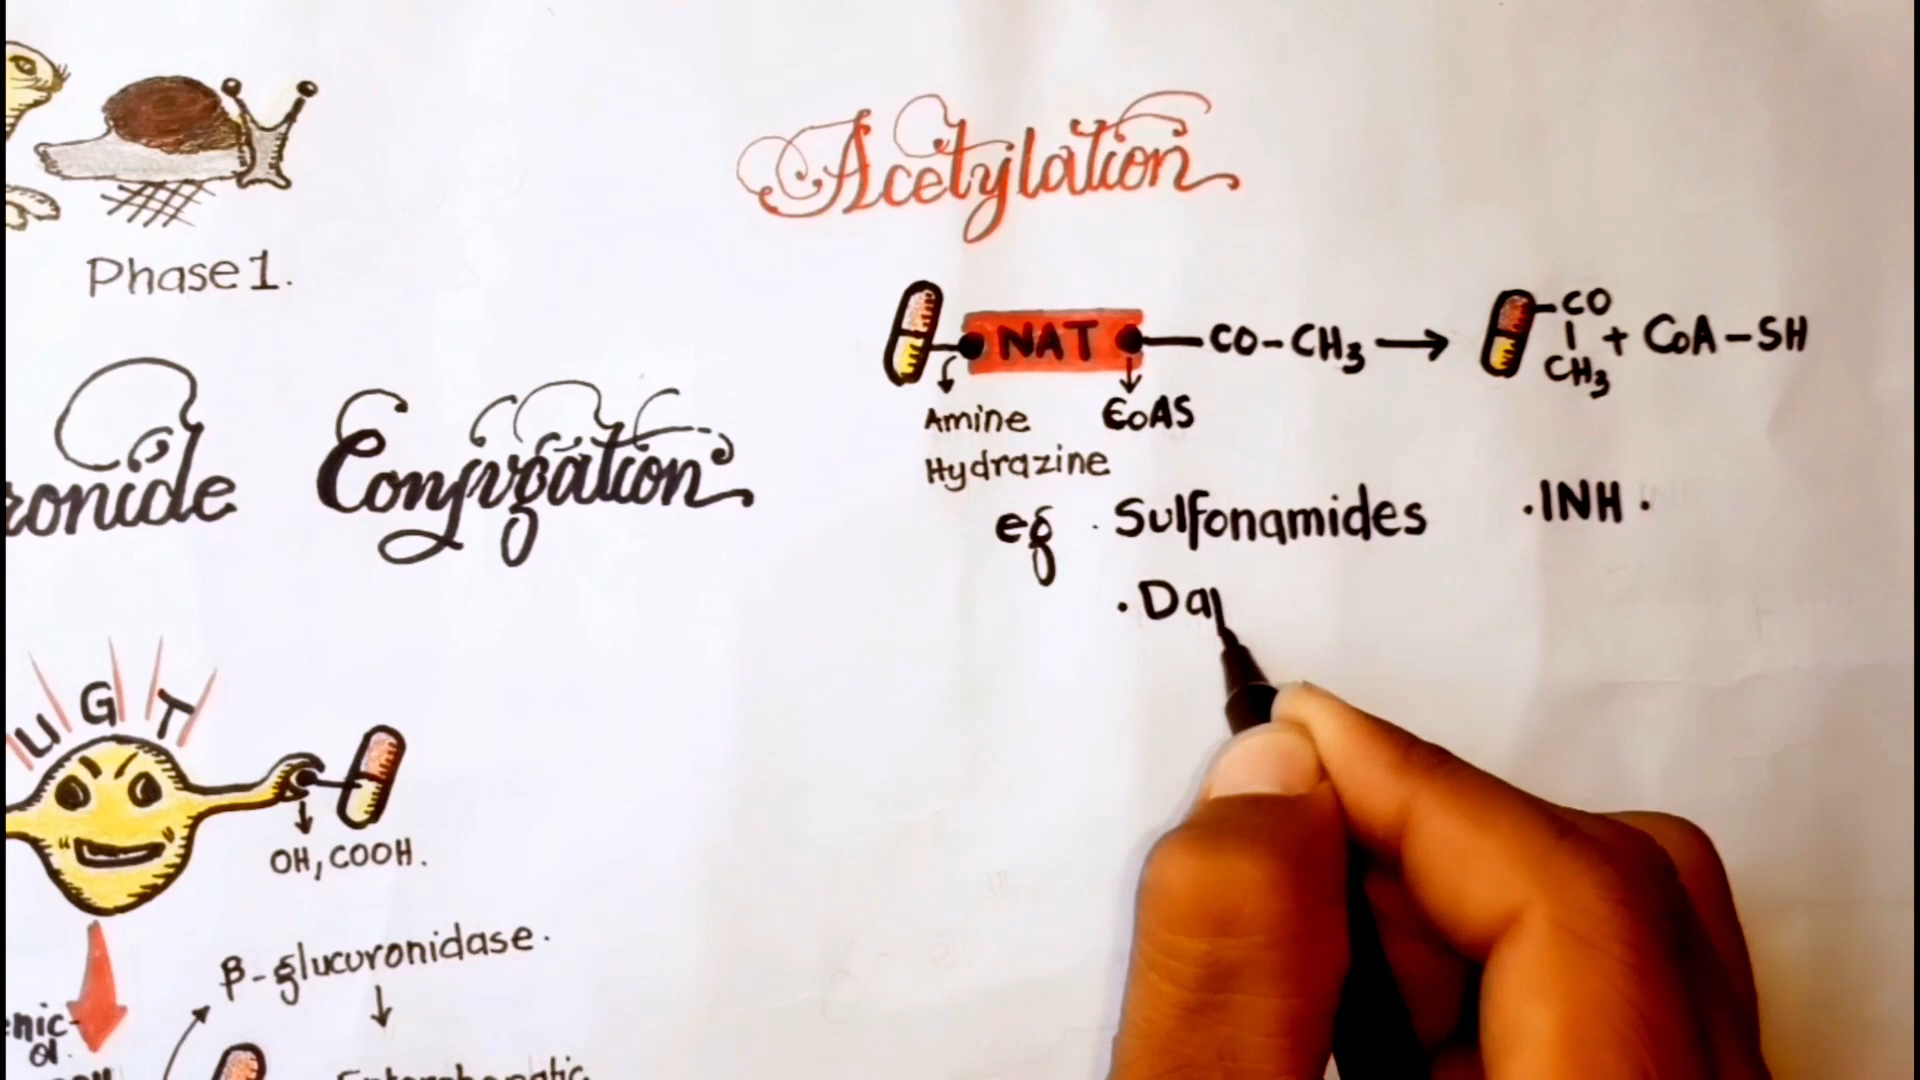 Phase 1.
ronide Conjugation
UGT
OH, COOH.
β-glucuronidase.
Acetylation
NAT -CO-CH3 → -CO + CoA-SH
CH3
Amine CoAS
Hydrazine
eg . Sulfonamides .INH.
. Da